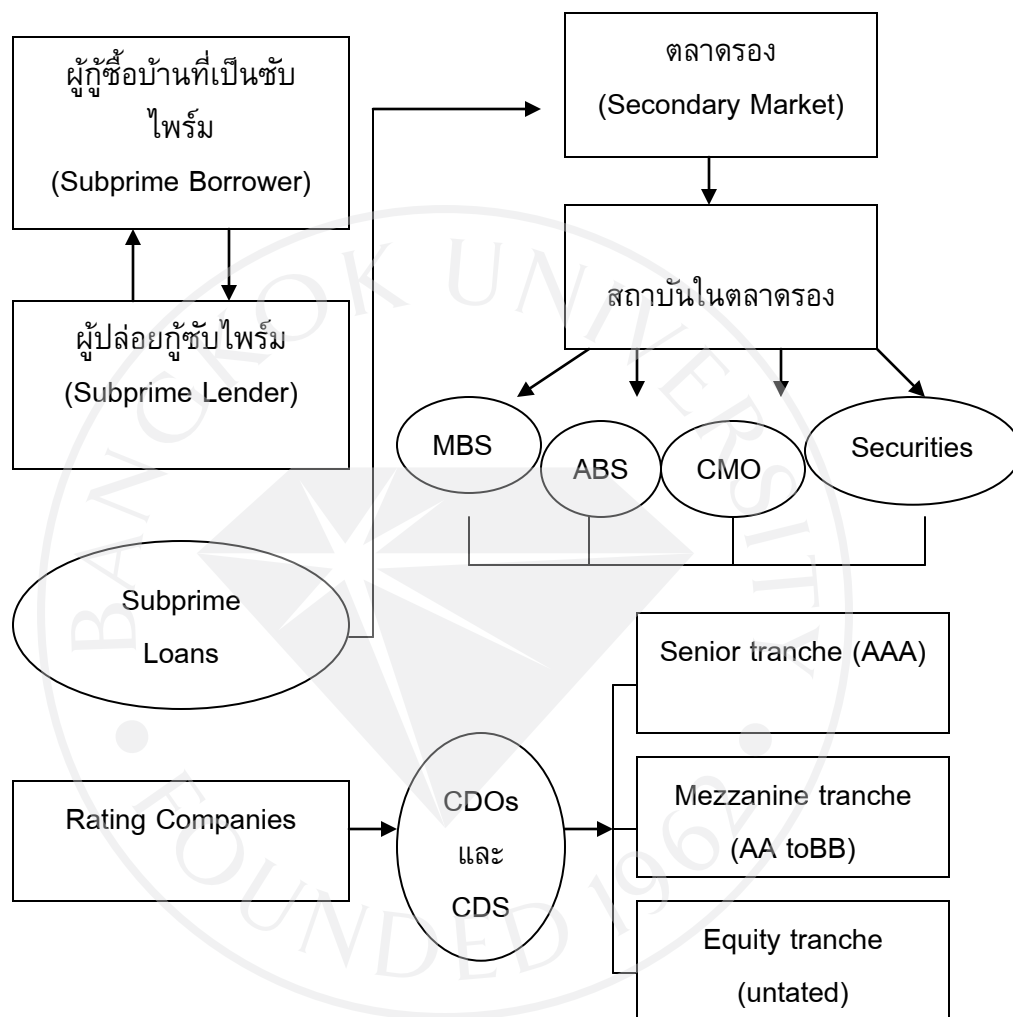 ผู้กู้ซื้อบ้านที่เป็นซับ
ไพร์ม
(Subprime Borrower)
ตลาดรอง
(Secondary Market)
ผู้ปล่อยกู้ซับไพร์ม
(Subprime Lender)
สถาบันในตลาดรอง
MBS
ABS
CMO
Securities
Subprime
Loans
Senior tranche (AAA)
Rating Companies
CDOs
และ
CDS
Mezzanine tranche
(AA toBB)
Equity tranche
(untated)
BANGKOK UNIVERSITY
FOUNDED 1962